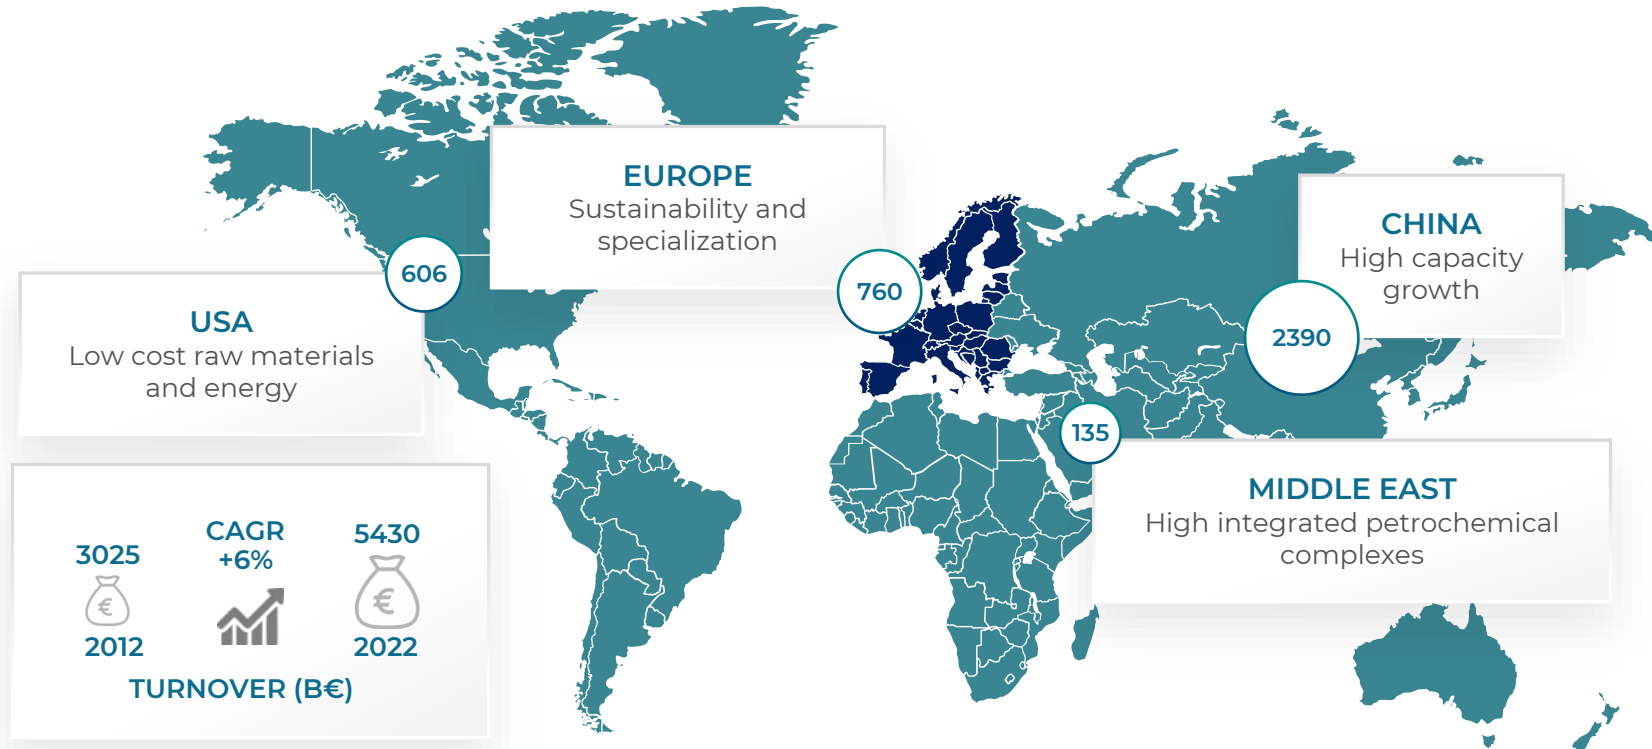 EUROPE
Sustainability and
specialization
760
CHINA
High capacity
growth
2390
606
USA
Low cost raw materials
and energy
135
MIDDLE EAST
High integrated petrochemical
complexes
3025
€
2012
CAGR
+6%
5430
€
2022
TURNOVER (B€)